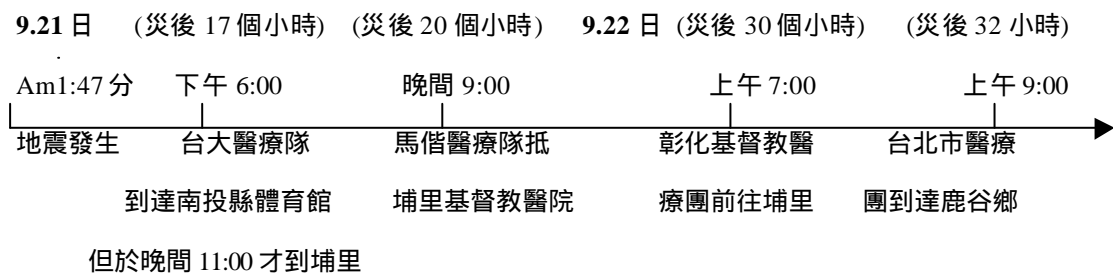 9.21 日 (災後 17 個小時) (災後 20 個小時) 9.22 日 (災後 30 個小時) (災後 32 小時)
Am1:47 分 下午 6:00 晚間 9:00 上午 7:00 上午 9:00
地震發生 台大醫療隊 馬偕醫療隊抵 彰化基督教醫 台北市醫療
到達南投縣體育館 埔里基督教醫院 療團前往埔里 團到達鹿谷鄉
但於晚間 11:00 才到埔里